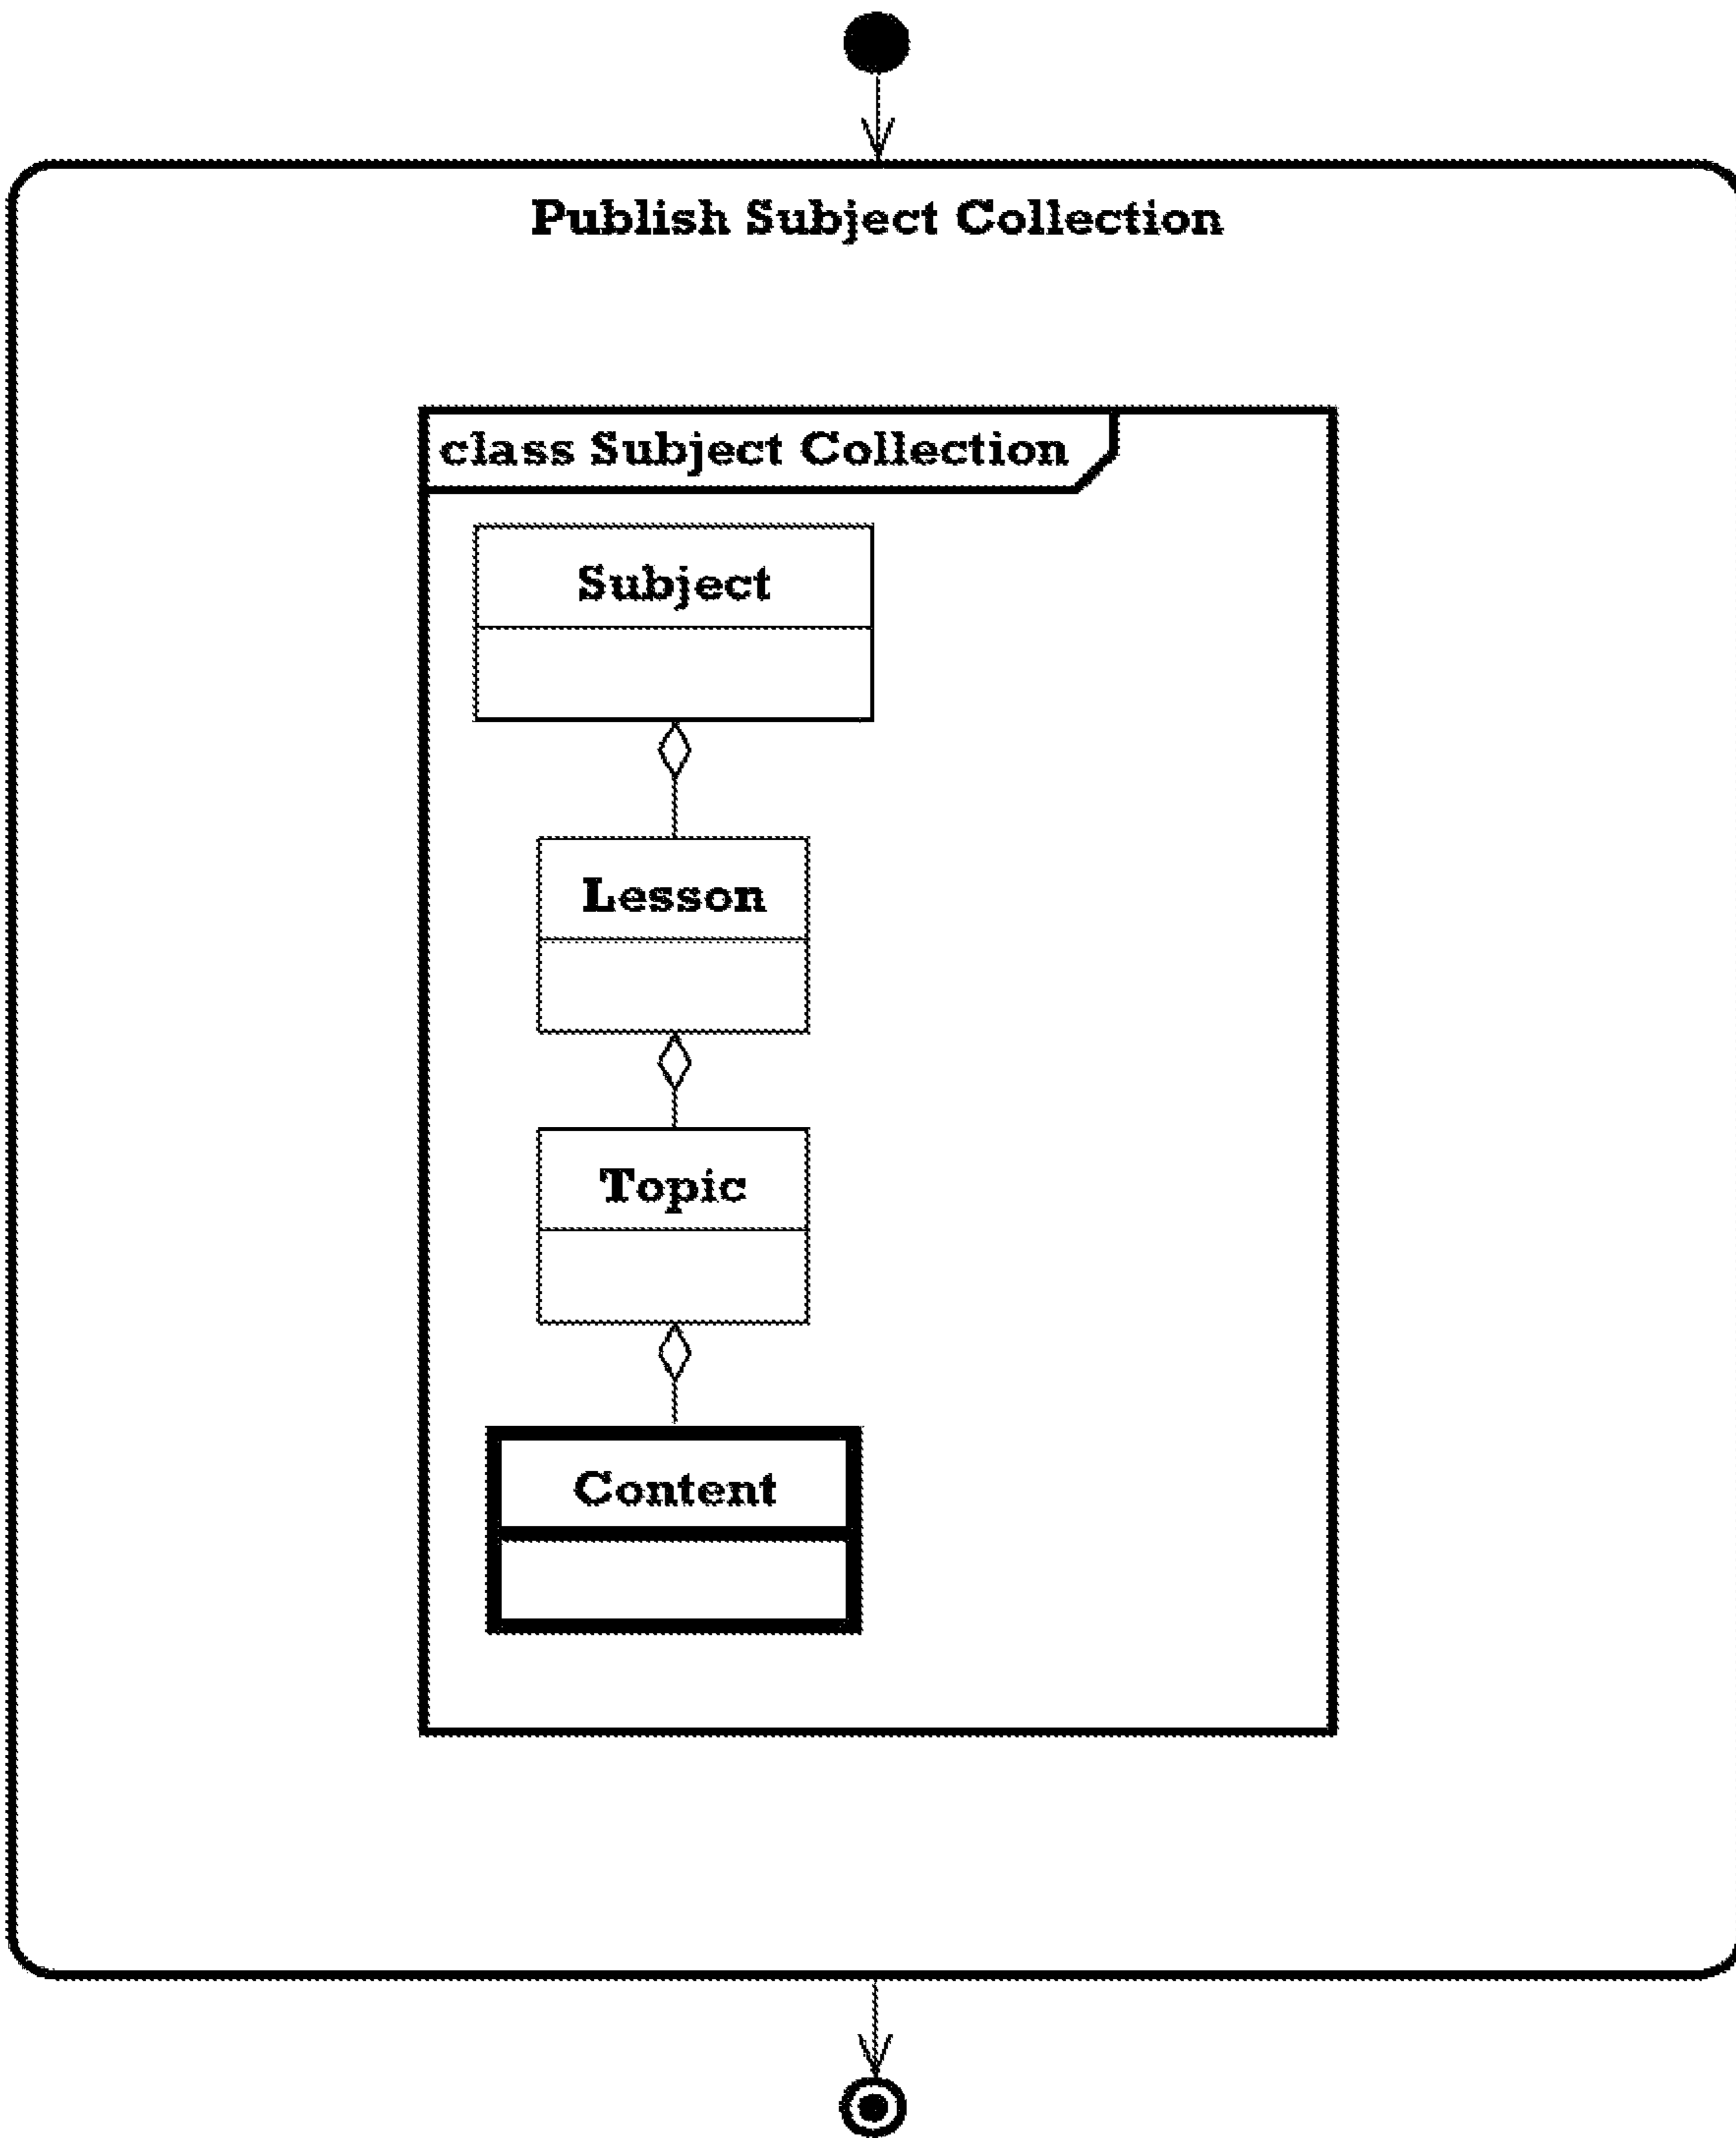 Publish Subject Collection
class Subject Collection
Subject
Lesson
Topic
Content